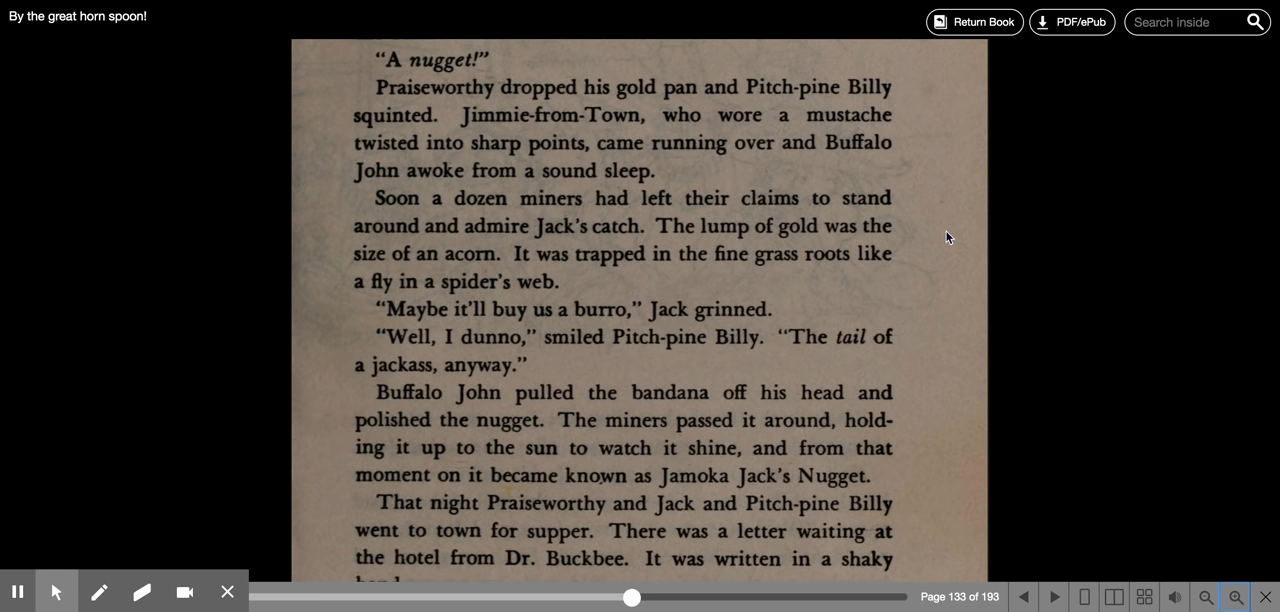 By the great horn spoon!
Return Book
PDF/ePub
Search inside
“A nugget!”
Praiseworthy dropped his gold pan and Pitch-pine Billy
squinted. Jimmie-from-Town, who wore a mustache
twisted into sharp points, came running over and Buffalo
John awoke from a sound sleep.
Soon a dozen miners had left their claims to stand
around and admire Jack’s catch. The lump of gold was the
size of an acorn. It was trapped in the fine grass roots like
a fly in a spider’s web.
“Maybe it’ll buy us a burro,” Jack grinned.
“Well, I dunno,” smiled Pitch-pine Billy. “The tail of
a jackass, anyway.”
Buffalo John pulled the bandana off his head and
polished the nugget. The miners passed it around, hold-
ing it up to the sun to watch it shine, and from that
moment on it became known as Jamoka Jack’s Nugget.
That night Praiseworthy and Jack and Pitch-pine Billy
went to town for supper. There was a letter waiting at
the hotel from Dr. Buckbee. It was written in a shaky
Page 133 of 193